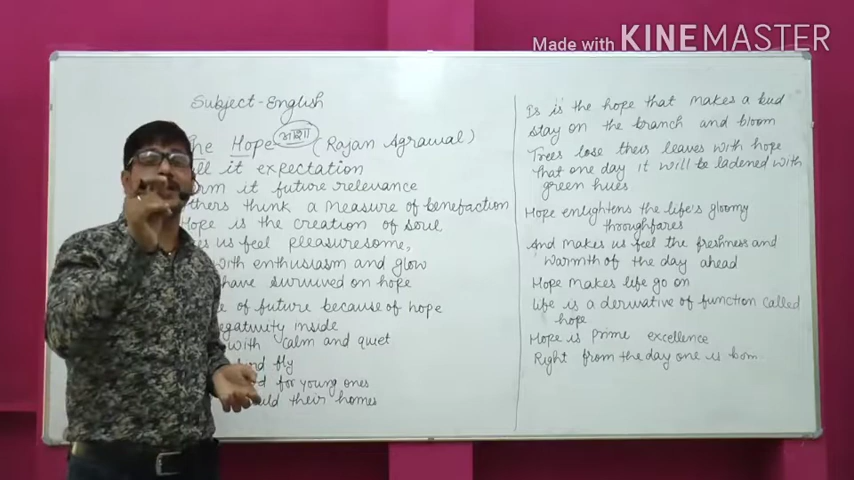 Made with KINEMASTER
Subject-English
he Hope (आशा) (Rajan Agrawal)
ll it expectation
rm it future relevance
thers think a measure of benefaction
ope is the creation of soul
s us feel pleasuresome,
with enthusiasm and glow
have survived on hope
e of future because of hope
egatuity inside
with calm and quiet
nd fly
d for young ones
uld their homes
Is is the hope that makes a bud
stay on the branch and bloom
Trees lose their leaves with hope
that one day it will be ladened with
green hues
Hope enlightens the life's gloomy
throughfares
And makes us feel the freshness and
warmth of the day ahead
Hope makes life go on
Life is a derivative of function called
hope
Hope is prime excellence
Right from the day one is born